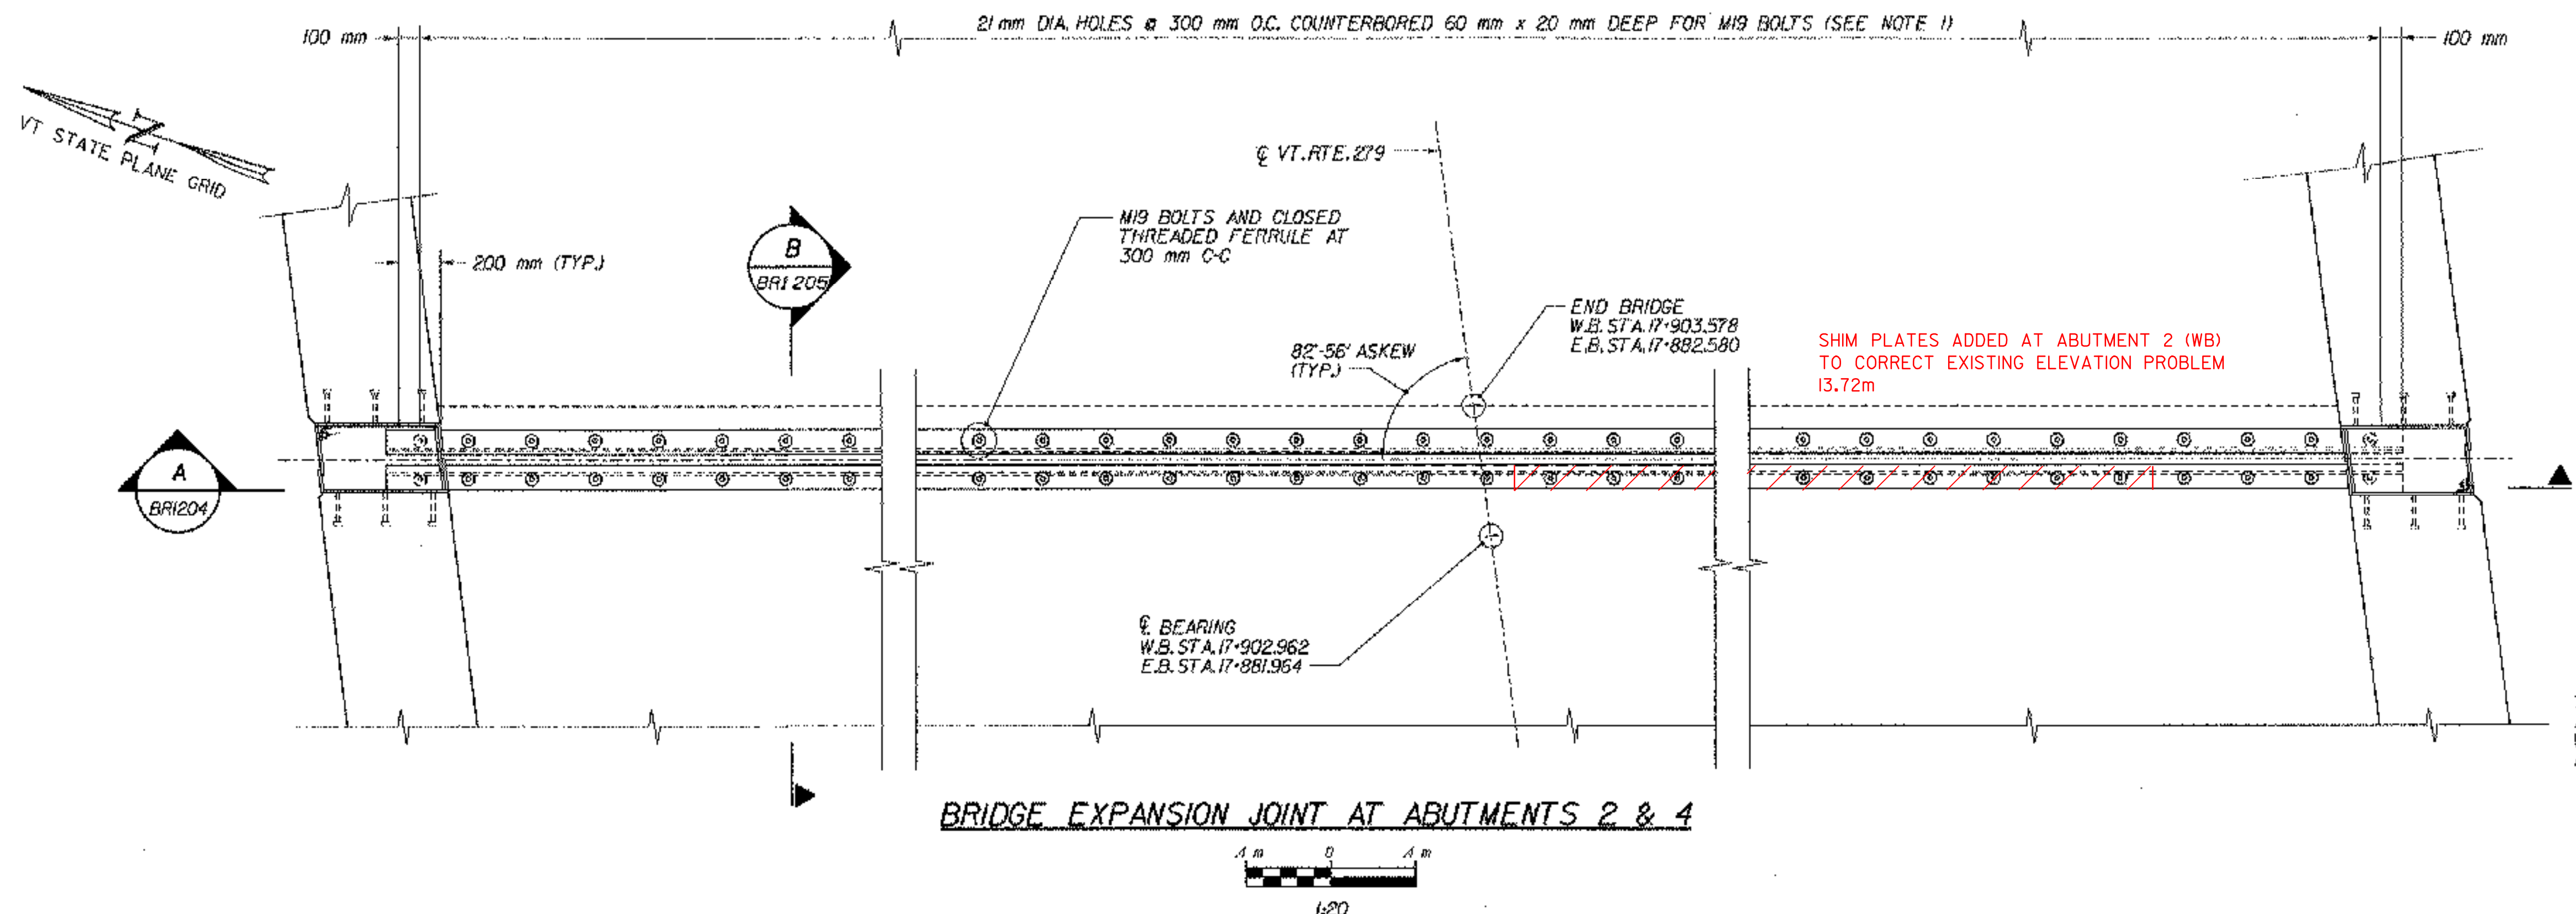 21 mm DIA. HOLES @ 300 mm O.C. COUNTERBORED 60 mm x 20 mm DEEP FOR M19 BOLTS (SEE NOTE 1)
100 mm
100 mm
VT STATE PLANE GRID
N
℄ VT. RTE. 279
M19 BOLTS AND CLOSED
THREADED FERRULE AT
300 mm C-C
B
BR1 205
200 mm (TYP.)
END BRIDGE
W.B. STA. 17+903.578
E.B. STA. 17+882.580
82°-56' ASKEW
(TYP.)
SHIM PLATES ADDED AT ABUTMENT 2 (WB)
TO CORRECT EXISTING ELEVATION PROBLEM
13.72m
A
BR1204
℄ BEARING
W.B. STA. 17+902.962
E.B. STA. 17+881.964
BRIDGE EXPANSION JOINT AT ABUTMENTS 2 & 4
.4 m 0 .4 m
1:20